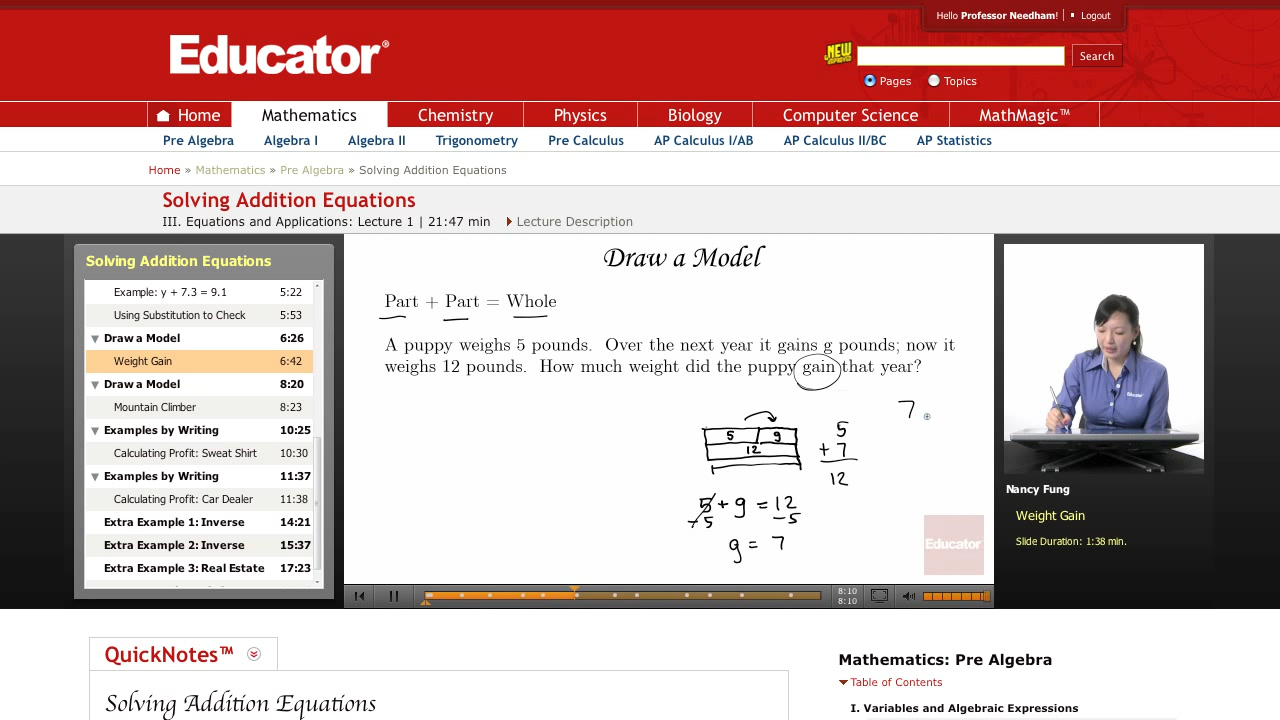 Hello Professor Needham! | ▪ Logout
Educator®
NEW
Search
Pages Topics
Home Mathematics Chemistry Physics Biology Computer Science MathMagic™
Pre Algebra Algebra I Algebra II Trigonometry Pre Calculus AP Calculus I/AB AP Calculus II/BC AP Statistics
Home » Mathematics » Pre Algebra » Solving Addition Equations
Solving Addition Equations
III. Equations and Applications: Lecture 1 | 21:47 min Lecture Description
Solving Addition Equations
Example: y + 7.3 = 9.1 5:22
Using Substitution to Check 5:53
Draw a Model 6:26
Weight Gain 6:42
Draw a Model 8:20
Mountain Climber 8:23
Examples by Writing 10:25
Calculating Profit: Sweat Shirt 10:30
Examples by Writing 11:37
Calculating Profit: Car Dealer 11:38
Extra Example 1: Inverse 14:21
Extra Example 2: Inverse 15:37
Extra Example 3: Real Estate 17:23
Draw a Model
Part + Part = Whole
A puppy weighs 5 pounds. Over the next year it gains g pounds; now it
weighs 12 pounds. How much weight did the puppy gain that year?
7
5 g
12
5
+ 7
12
5 + g = 12
-5 -5
g = 7
Educator
8:10
8:10
Educator
Nancy Fung
Weight Gain
Slide Duration: 1:38 min.
QuickNotes™
Solving Addition Equations
Mathematics: Pre Algebra
Table of Contents
I. Variables and Algebraic Expressions